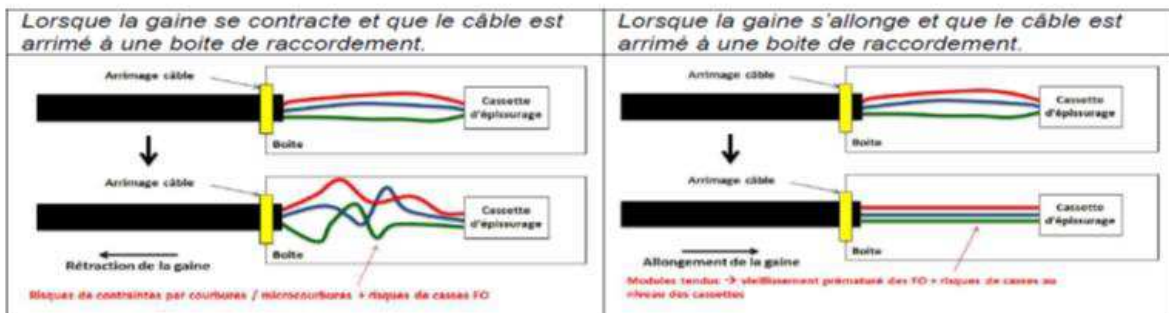 Lorsque la gaine se contracte et que le câble est
arrimé à une boite de raccordement.
Arrimage câble
Cassette
d'épissurage
Boîte
Arrimage câble
Cassette
d'épissurage
Boîte
Rétraction de la gaine
Risques de contraintes par courbures / microcourbures + risques de casses FO
Lorsque la gaine s'allonge et que le câble est
arrimé à une boite de raccordement.
Arrimage câble
Cassette
d'épissurage
Boîte
Arrimage câble
Cassette
d'épissurage
Boîte
Allongement de la gaine
Modules tendus → vieillissement prématuré des FO + risques de casses au
niveau des cassettes